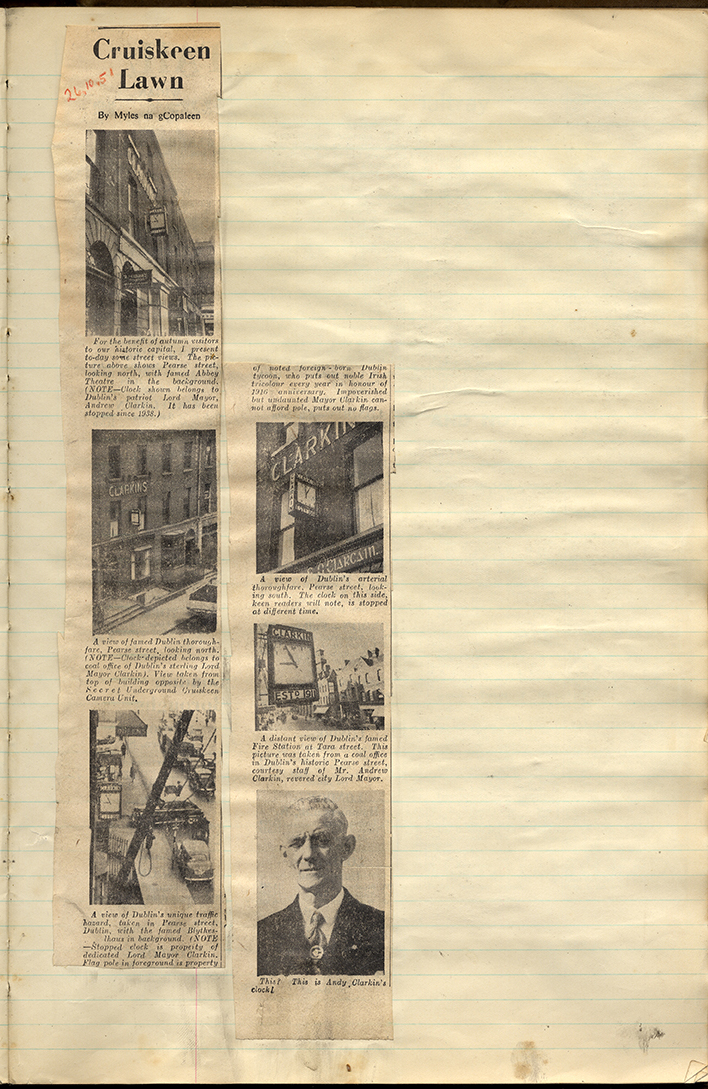 Cruiskeen
Lawn
26.10.51
By Myles na gCopaleen
CLARKINS
For the benefit of autumn visitors
to our historic capital, I present
to-day some street views. The pic-
ture above shows Pearse street,
looking north, with famed Abbey
Theatre in the background.
(NOTE—Clock shown belongs to
Dublin's patriot Lord Mayor,
Andrew Clarkin. It has been
stopped since 1938.)
CLARKINS
A view of famed Dublin thorough-
fare, Pearse street, looking north.
(NOTE—Clock depicted belongs to
coal office of Dublin's sterling Lord
Mayor Clarkin). View taken from
top of building opposite by the
Secret Underground Cruiskeen
Camera Unit.
A view of Dublin's unique traffic
hazard, taken in Pearse street,
Dublin, with the famed Blythes-
haus in background. (NOTE
—Stopped clock is property of
dedicated Lord Mayor Clarkin.
Flag pole in foreground is property
of noted foreign-born Dublin
tycoon, who puts out noble Irish
tricolour every year in honour of
1916 anniversary. Impoverished
but undaunted Mayor Clarkin can-
not afford pole, puts out no flags.
CLARKIN
A view of Dublin's arterial
thoroughfare, Pearse street, look-
ing south. The clock on this side,
keen readers will note, is stopped
at different time.
CLARKIN
ESTD 1911
A distant view of Dublin's famed
Fire Station at Tara street. This
picture was taken from a coal office
in Dublin's historic Pearse street,
courtesy staff of Mr. Andrew
Clarkin, revered city Lord Mayor.
This? This is Andy Clarkin's
clock!